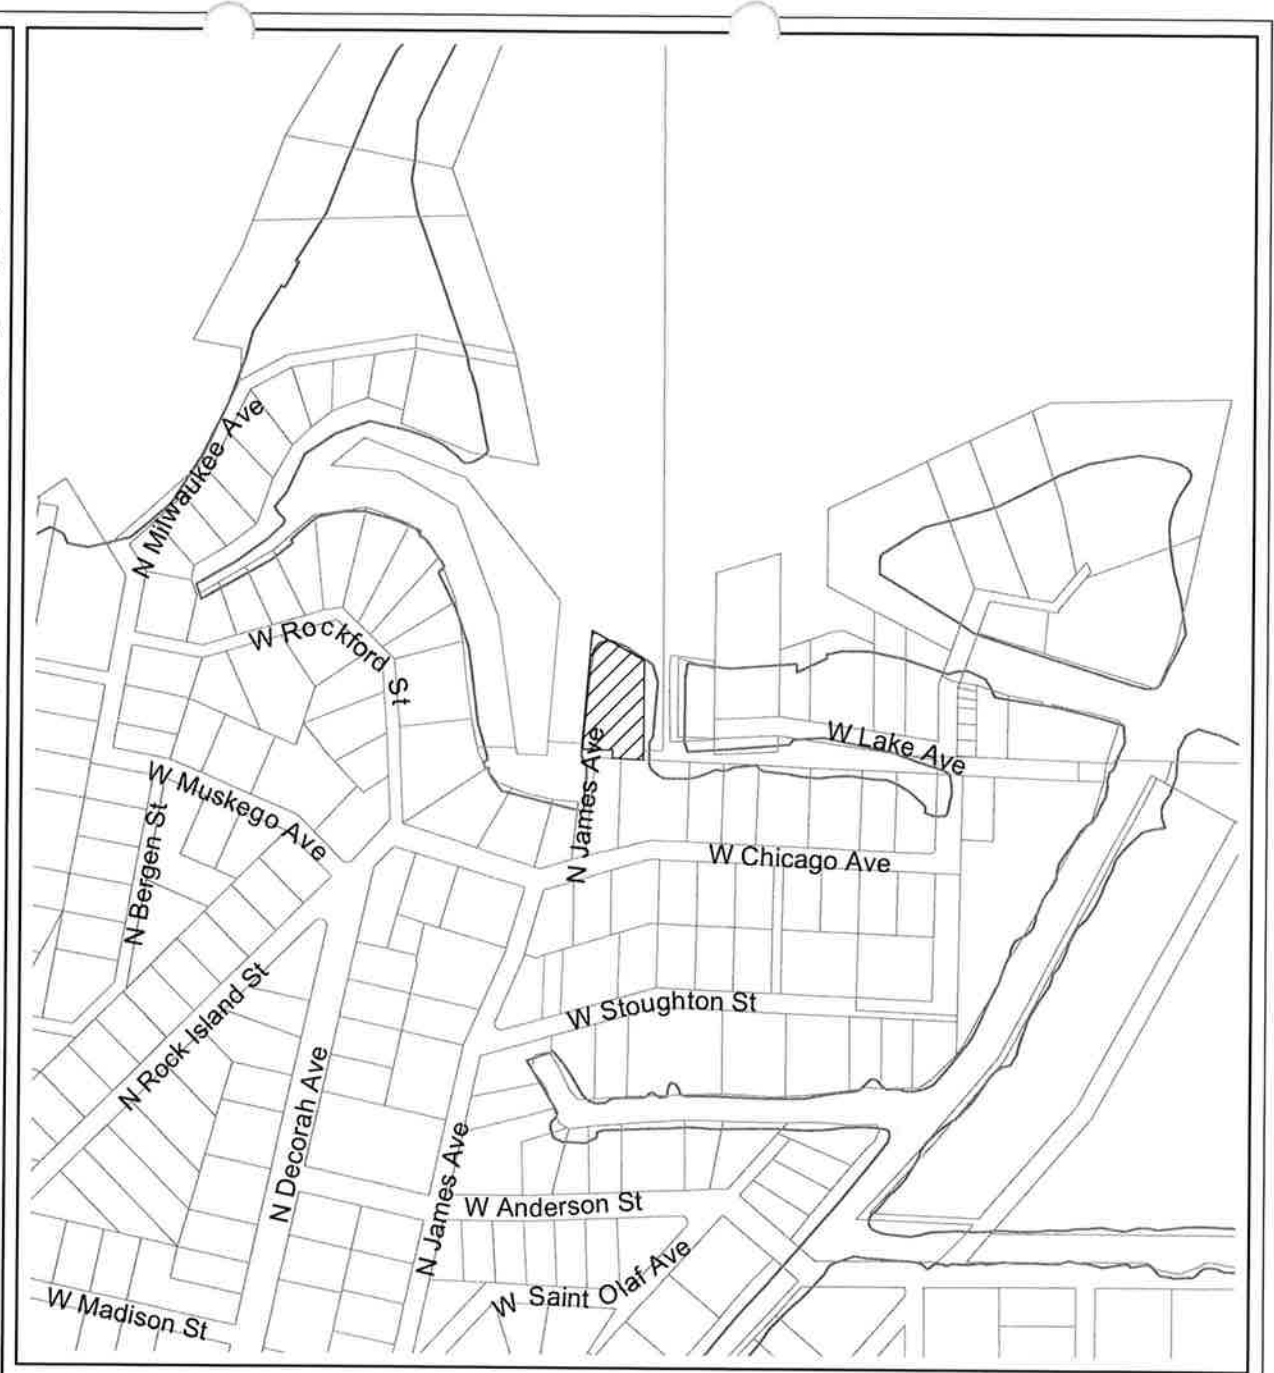 N Milwaukee Ave
W Rockford St
W Lake Ave
N James Ave
W Muskego Ave
N Bergen St
W Chicago Ave
N Rock Island St
W Stoughton St
N Decorah Ave
N James Ave
W Anderson St
W Saint Olaf Ave
W Madison St